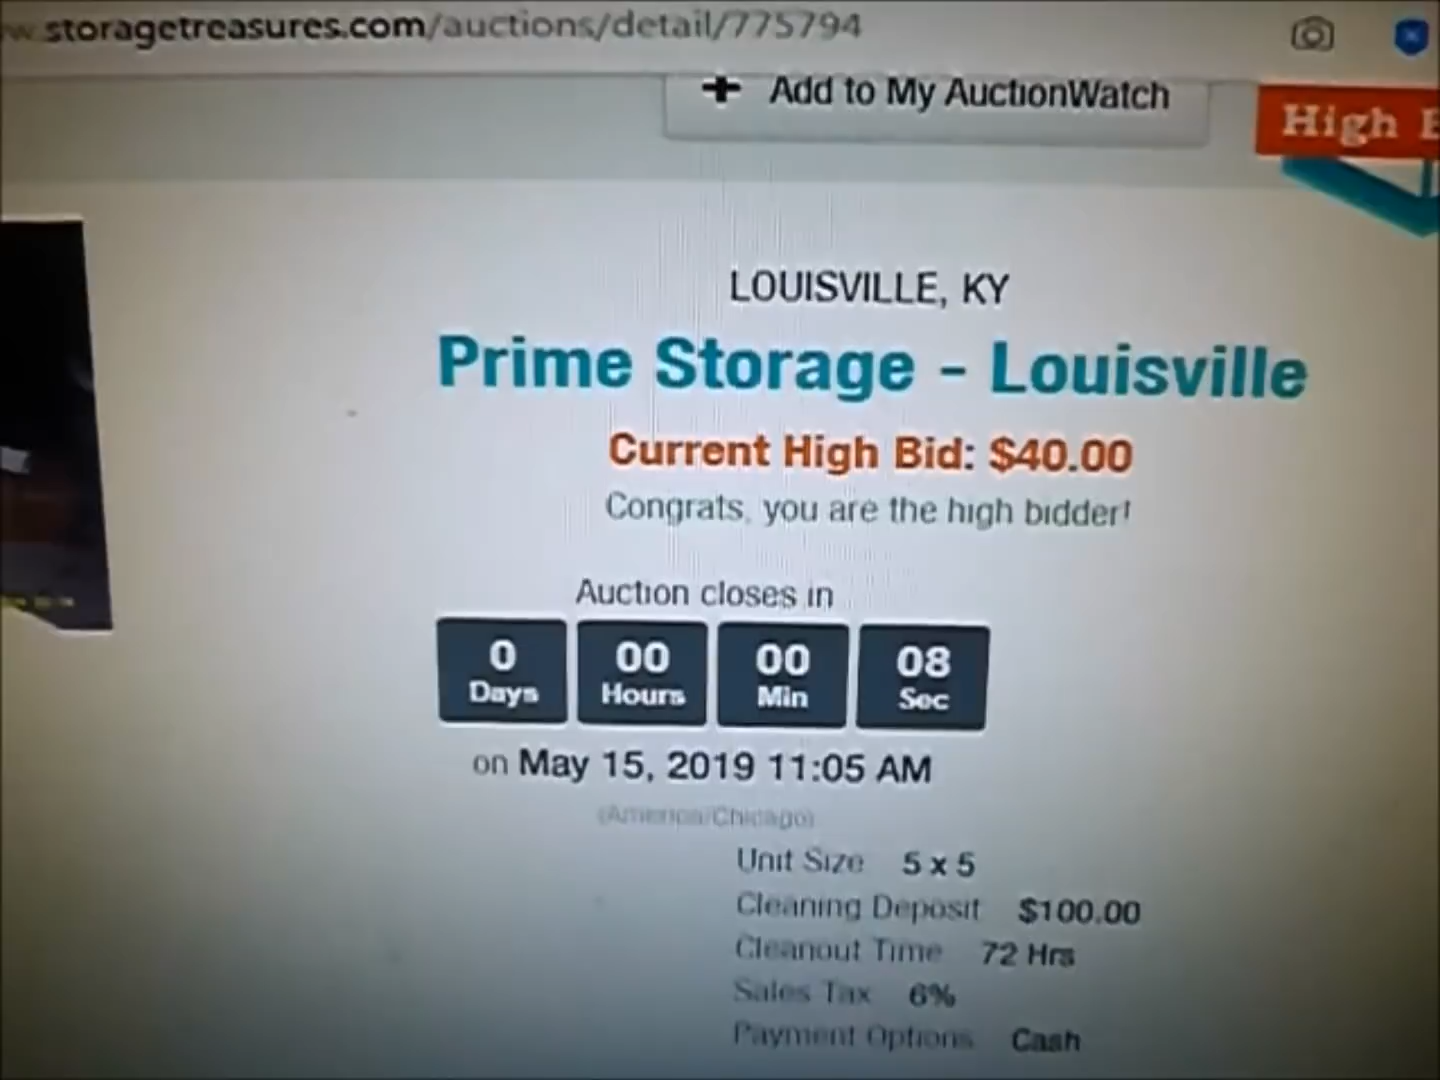 storagetreasures.com/auctions/detail/775794
+ Add to My AuctionWatch
High
LOUISVILLE, KY
Prime Storage - Louisville
Current High Bid: $40.00
Congrats, you are the high bidder!
Auction closes in
0 00 00 08
Days Hours Min Sec
on May 15, 2019 11:05 AM
(America/Chicago)
Unit Size 5 x 5
Cleaning Deposit $100.00
Cleanout Time 72 Hrs
Sales Tax 6%
Payment Options Cash